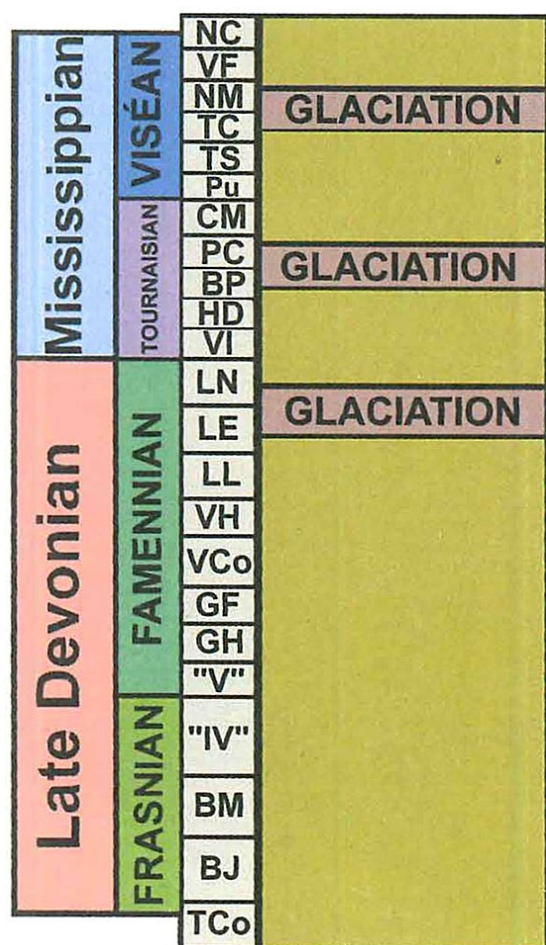 Mississippian
Late Devonian
VISÉAN
TOURNAISIAN
FAMENNIAN
FRASNIAN
NC
VF
NM
TC
TS
Pu
CM
PC
BP
HD
VI
LN
LE
LL
VH
VCo
GF
GH
"V"
"IV"
BM
BJ
TCo
GLACIATION
GLACIATION
GLACIATION